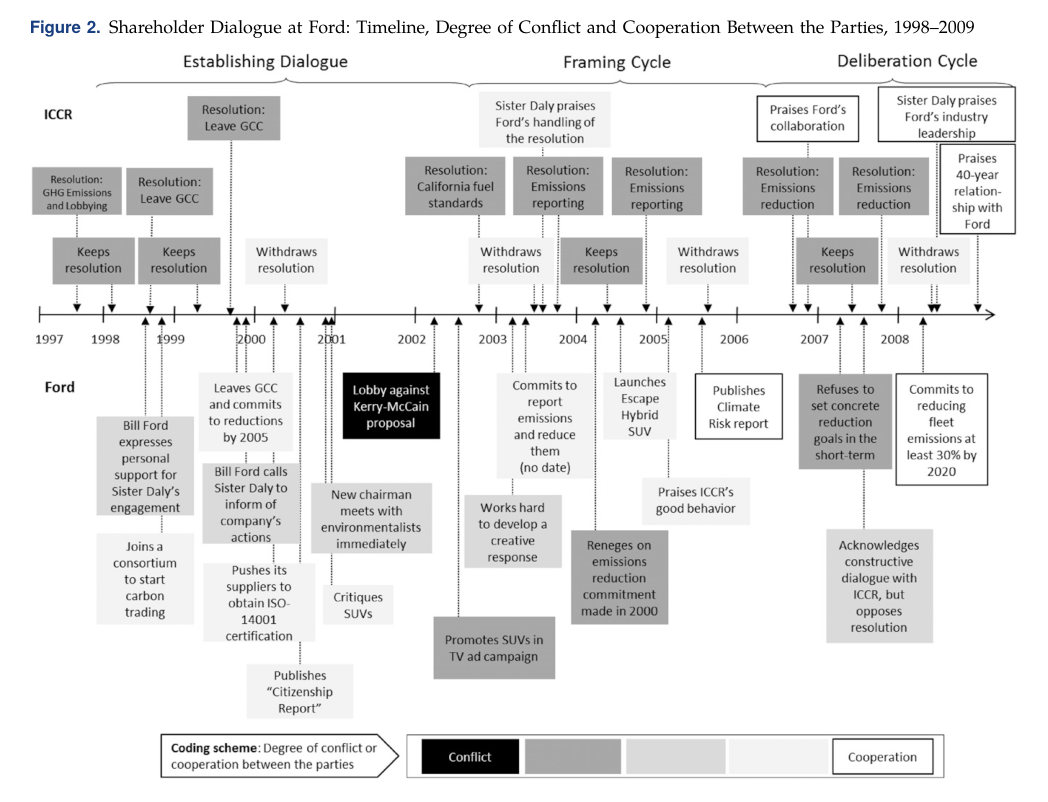 Figure 2. Shareholder Dialogue at Ford: Timeline, Degree of Conflict and Cooperation Between the Parties, 1998–2009
Establishing Dialogue
Framing Cycle
Deliberation Cycle
ICCR
Resolution:
GHG Emissions
and Lobbying
Resolution:
Leave GCC
Resolution:
Leave GCC
Keeps
resolution
Keeps
resolution
Withdraws
resolution
Sister Daly praises
Ford's handling of
the resolution
Resolution:
California fuel
standards
Resolution:
Emissions
reporting
Resolution:
Emissions
reporting
Withdraws
resolution
Keeps
resolution
Withdraws
resolution
Praises Ford's
collaboration
Sister Daly praises
Ford's industry
leadership
Resolution:
Emissions
reduction
Resolution:
Emissions
reduction
Praises
40-year
relation-
ship with
Ford
Keeps
resolution
Withdraws
resolution
1997
1998
1999
2000
2001
2002
2003
2004
2005
2006
2007
2008
Ford
Bill Ford
expresses
personal
support for
Sister Daly's
engagement
Joins a
consortium
to start
carbon
trading
Leaves GCC
and commits
to reductions
by 2005
Bill Ford calls
Sister Daly to
inform of
company's
actions
Pushes its
suppliers to
obtain ISO-
14001
certification
Publishes
"Citizenship
Report"
New chairman
meets with
environmentalists
immediately
Critiques
SUVs
Lobby against
Kerry-McCain
proposal
Promotes SUVs in
TV ad campaign
Works hard
to develop a
creative
response
Commits to
report
emissions
and reduce
them
(no date)
Reneges on
emissions
reduction
commitment
made in 2000
Launches
Escape
Hybrid
SUV
Praises ICCR's
good behavior
Publishes
Climate
Risk report
Refuses to
set concrete
reduction
goals in the
short-term
Acknowledges
constructive
dialogue with
ICCR, but
opposes
resolution
Commits to
reducing
fleet
emissions at
least 30% by
2020
Coding scheme: Degree of conflict or
cooperation between the parties
Conflict
Cooperation